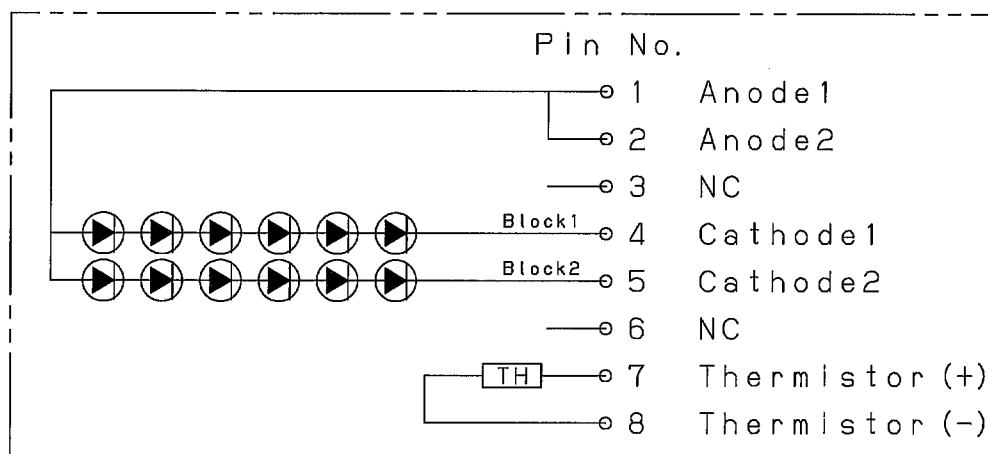 Pin No.
1 Anode1
2 Anode2
3 NC
Block1 4 Cathode1
Block2 5 Cathode2
6 NC
TH 7 Thermistor (+)
8 Thermistor (-)